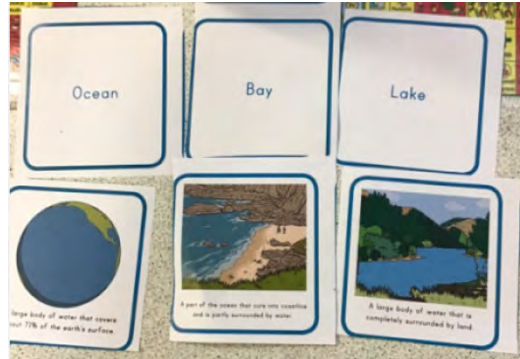 Ocean
Bay
Lake
large body of water that covers
out 71% of the earth's surface.
A part of the ocean that cuts into coastline
and is partly surrounded by water.
A large body of water that is
completely surrounded by land.